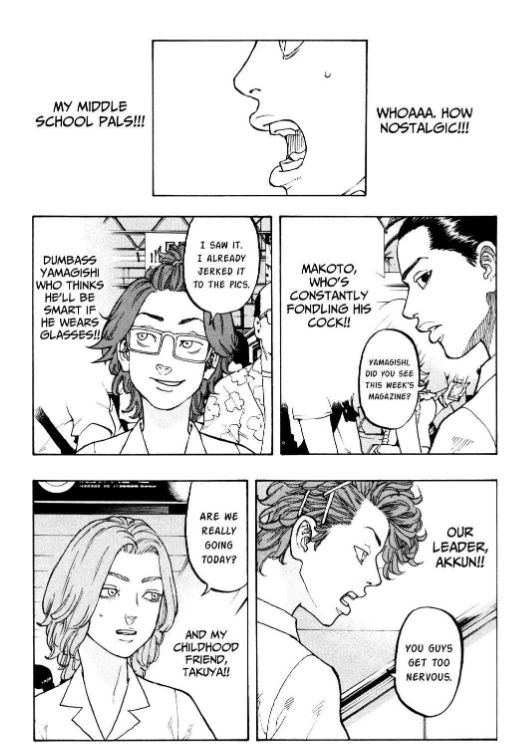 WHOAAA. HOW
NOSTALGIC!!!
MY MIDDLE
SCHOOL PALS!!!
MAKOTO,
WHO'S
CONSTANTLY
FONDLING HIS
COCK!!
YAMAGISHI,
DID YOU SEE
THIS WEEK'S
MAGAZINE?
I SAW IT.
I ALREADY
JERKED IT
TO THE PICS.
DUMBASS
YAMAGISHI
WHO THINKS
HE'LL BE
SMART IF
HE WEARS
GLASSES!!
OUR
LEADER,
AKKUN!!
YOU GUYS
GET TOO
NERVOUS.
ARE WE
REALLY
GOING
TODAY?
AND MY
CHILDHOOD
FRIEND,
TAKUYA!!